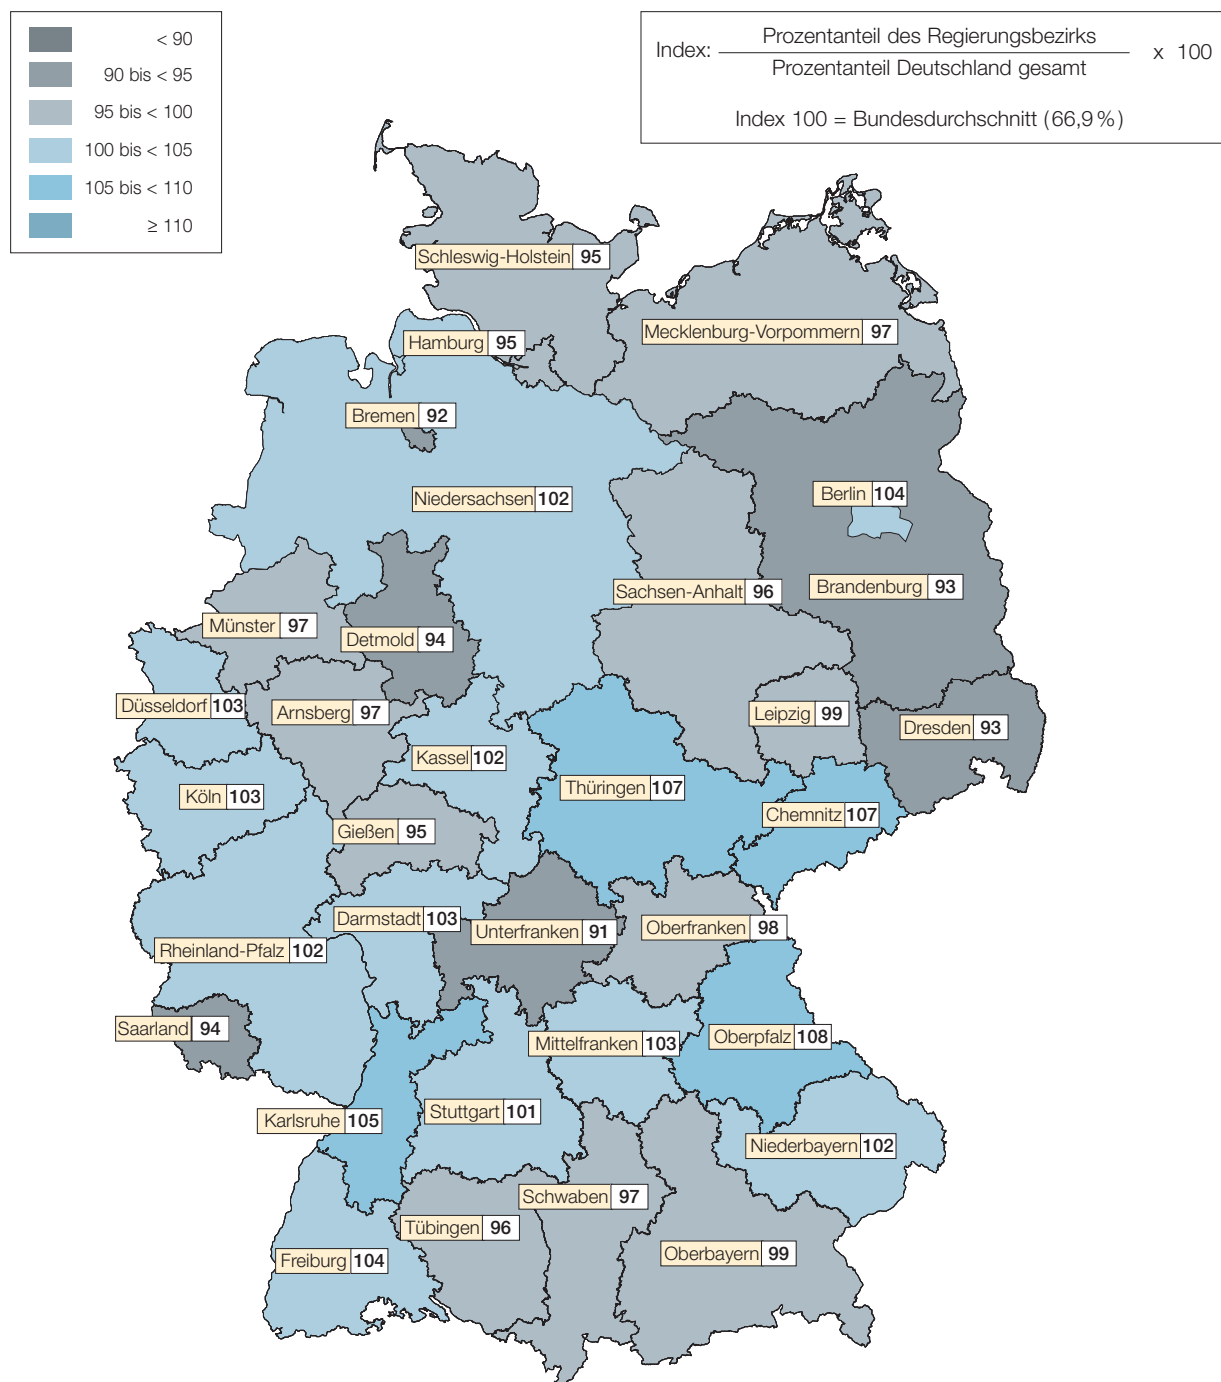 < 90
90 bis < 95
95 bis < 100
100 bis < 105
105 bis < 110
≥ 110
Index: Prozentanteil des Regierungsbezirks x 100
Prozentanteil Deutschland gesamt
Index 100 = Bundesdurchschnitt (66,9 %)
Schleswig-Holstein 95
Mecklenburg-Vorpommern 97
Hamburg 95
Bremen 92
Niedersachsen 102
Berlin 104
Sachsen-Anhalt 96
Brandenburg 93
Münster 97
Detmold 94
Düsseldorf 103
Arnsberg 97
Leipzig 99
Dresden 93
Kassel 102
Thüringen 107
Köln 103
Chemnitz 107
Gießen 95
Darmstadt 103
Unterfranken 91
Oberfranken 98
Rheinland-Pfalz 102
Saarland 94
Mittelfranken 103
Oberpfalz 108
Karlsruhe 105
Stuttgart 101
Niederbayern 102
Schwaben 97
Tübingen 96
Freiburg 104
Oberbayern 99